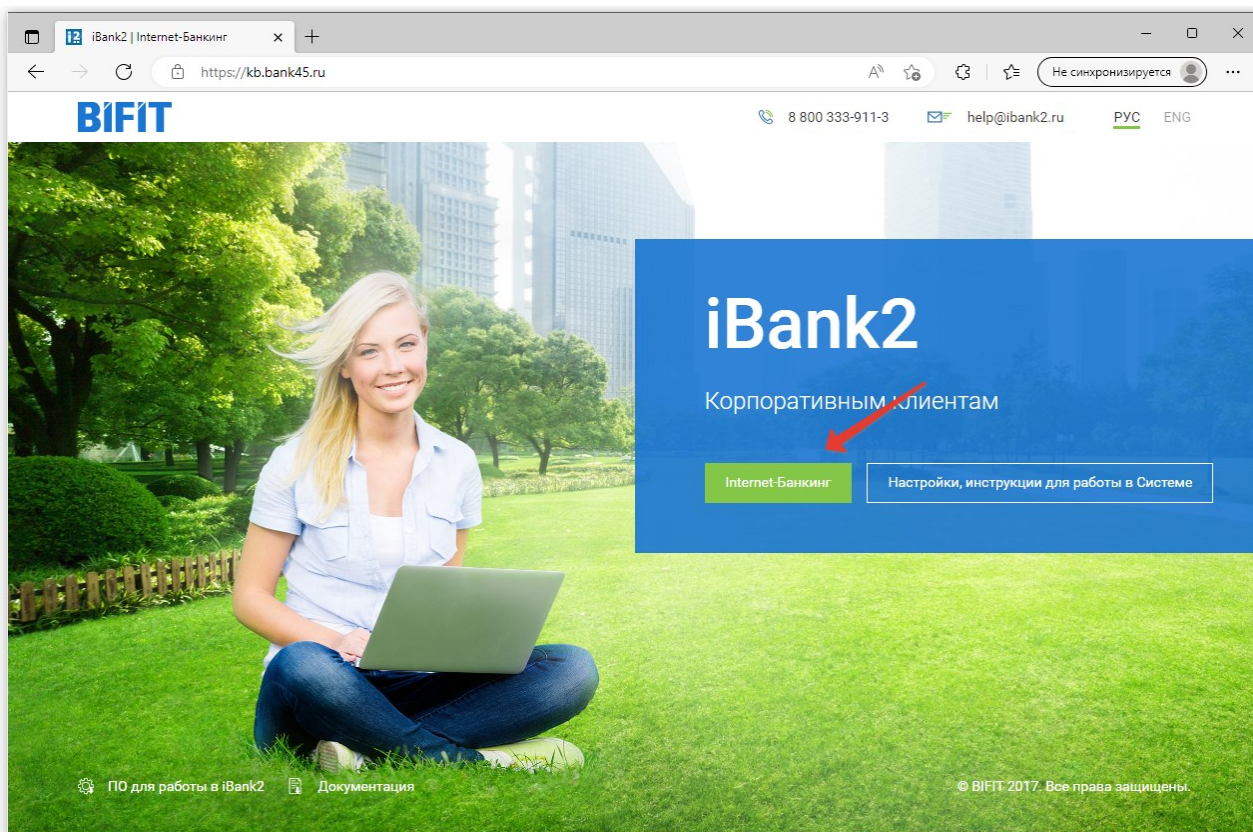 iBank2 | Internet-Банкинг
https://kb.bank45.ru
Не синхронизируется
BIFIT
8 800 333-911-3
help@ibank2.ru
РУС ENG
iBank2
Корпоративным клиентам
Internet-Банкинг
Настройки, инструкции для работы в Системе
ПО для работы в iBank2
Документация
© BIFIT 2017. Все права защищены.